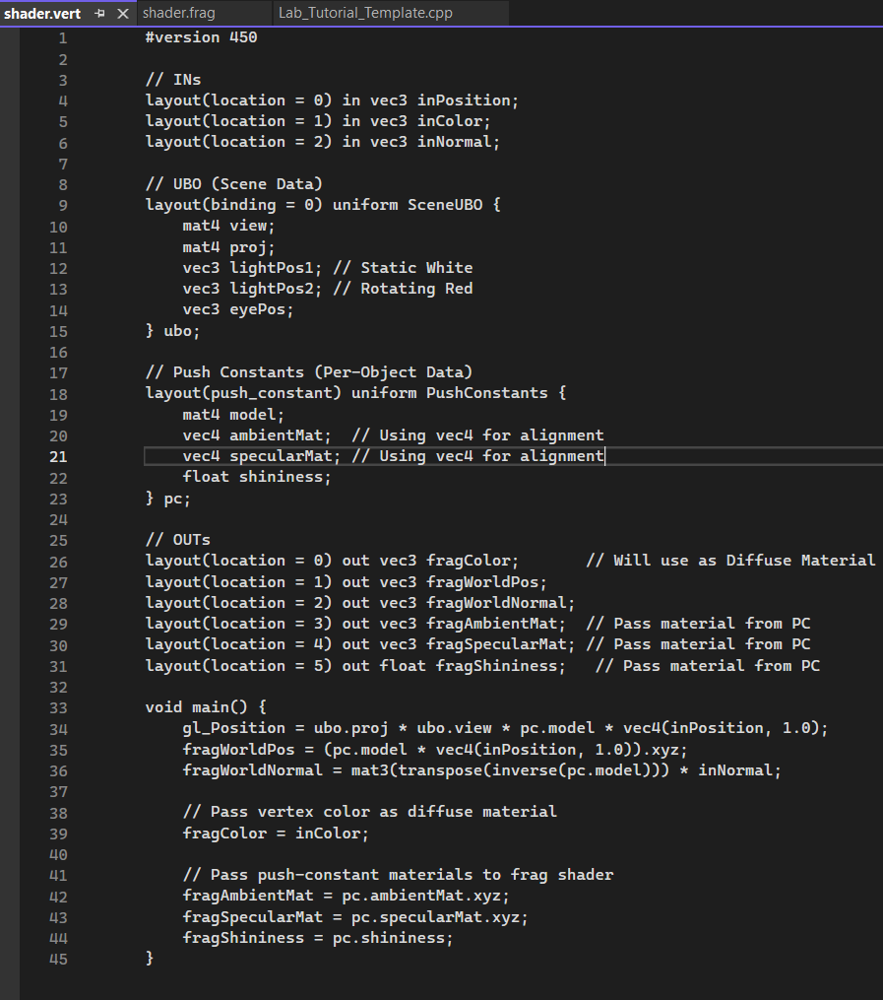 shader.vert shader.frag Lab_Tutorial_Template.cpp
1 #version 450
2
3 // INs
4 layout(location = 0) in vec3 inPosition;
5 layout(location = 1) in vec3 inColor;
6 layout(location = 2) in vec3 inNormal;
7
8 // UBO (Scene Data)
9 layout(binding = 0) uniform SceneUBO {
10     mat4 view;
11     mat4 proj;
12     vec3 lightPos1; // Static White
13     vec3 lightPos2; // Rotating Red
14     vec3 eyePos;
15 } ubo;
16
17 // Push Constants (Per-Object Data)
18 layout(push_constant) uniform PushConstants {
19     mat4 model;
20     vec4 ambientMat;  // Using vec4 for alignment
21     vec4 specularMat; // Using vec4 for alignment
22     float shininess;
23 } pc;
24
25 // OUTs
26 layout(location = 0) out vec3 fragColor;       // Will use as Diffuse Material
27 layout(location = 1) out vec3 fragWorldPos;
28 layout(location = 2) out vec3 fragWorldNormal;
29 layout(location = 3) out vec3 fragAmbientMat;  // Pass material from PC
30 layout(location = 4) out vec3 fragSpecularMat; // Pass material from PC
31 layout(location = 5) out float fragShininess;   // Pass material from PC
32
33 void main() {
34     gl_Position = ubo.proj * ubo.view * pc.model * vec4(inPosition, 1.0);
35     fragWorldPos = (pc.model * vec4(inPosition, 1.0)).xyz;
36     fragWorldNormal = mat3(transpose(inverse(pc.model))) * inNormal;
37
38     // Pass vertex color as diffuse material
39     fragColor = inColor;
40
41     // Pass push-constant materials to frag shader
42     fragAmbientMat = pc.ambientMat.xyz;
43     fragSpecularMat = pc.specularMat.xyz;
44     fragShininess = pc.shininess;
45 }